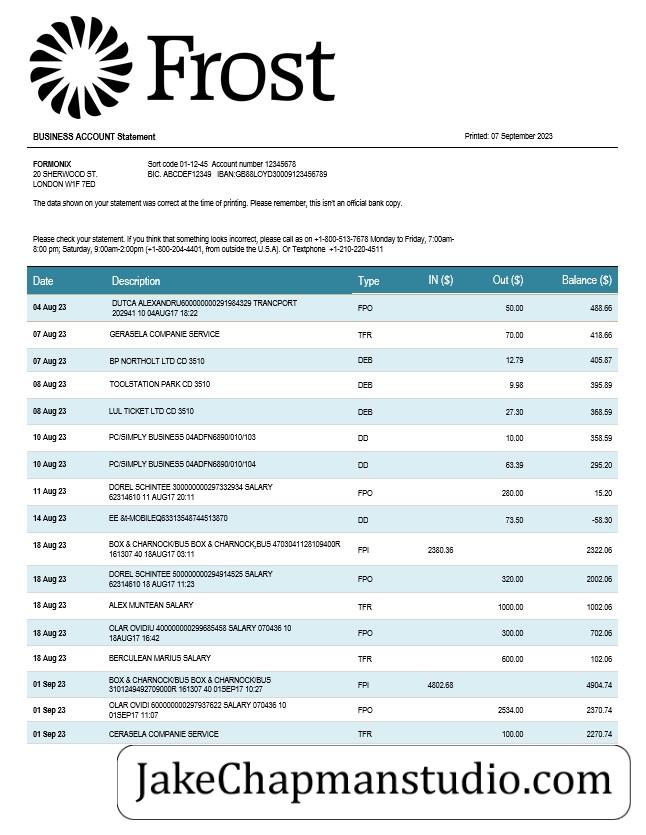 Frost
BUSINESS ACCOUNT Statement Printed: 07 September 2023
FORMONIX Sort code 01-12-45 Account number 12345678
20 SHERWOOD ST. BIC. ABCDEF12349 IBAN:GB88LOYD30009123456789
LONDON W1F 7ED
The data shown on your statement was correct at the time of printing. Please remember, this isn't an official bank copy.
Please check your statement. If you think that something looks incorrect, please call as on +1-800-513-7678 Monday to Friday, 7:00am-
8:00 pm; Saturday, 9:00am-2:00pm (+1-800-204-4401, from outside the U.S.A). Or Textphone +1-210-220-4511
Date Description Type IN ($) Out ($) Balance ($)
04 Aug 23 DUTCA ALEXANDRU600000000291984329 TRANCPORT
202941 10 04AUG17 18:22 FPO 50.00 488.66
07 Aug 23 GERASELA COMPANIE SERVICE TFR 70.00 418.66
07 Aug 23 BP NORTHOLT LTD CD 3510 DEB 12.79 405.87
08 Aug 23 TOOLSTATION PARK CD 3510 DEB 9.98 395.89
08 Aug 23 LUL TICKET LTD CD 3510 DEB 27.30 368.59
10 Aug 23 PC/SIMPLY BUSINESS 04ADFN6890/010/103 DD 10.00 358.59
10 Aug 23 PC/SIMPLY BUSINESS 04ADFN6890/010/104 DD 63.39 295.20
11 Aug 23 DOREL SCHINTEE 300000000297332934 SALARY
62314610 11 AUG17 20:11 FPO 280.00 15.20
14 Aug 23 EE &t-MOBILEQ63313548744513870 DD 73.50 -58.30
18 Aug 23 BOX & CHARNOCK/BUS BOX & CHARNOCK,BUS 4703041128109400R
161307 40 18AUG17 03:11 FPI 2380.36 2322.06
18 Aug 23 DOREL SCHINTEE 500000000294914525 SALARY
62314610 18 AUG17 11:23 FPO 320.00 2002.06
18 Aug 23 ALEX MUNTEAN SALARY TFR 1000.00 1002.06
18 Aug 23 OLAR OVIDIU 400000000299685458 SALARY 070436 10
18AUG17 16:42 FPO 300.00 702.06
18 Aug 23 BERCULEAN MARIUS SALARY TFR 600.00 102.06
01 Sep 23 BOX & CHARNOCK/BUS BOX & CHARNOCK/BUS
3101249492709000R 161307 40 01SEP17 10:27 FPI 4802.68 4904.74
01 Sep 23 OLAR OVIDI 600000000297937622 SALARY 070436 10
01SEP17 11:07 FPO 2534.00 2370.74
01 Sep 23 CERASELA COMPANIE SERVICE TFR 100.00 2270.74
JakeChapmanstudio.com